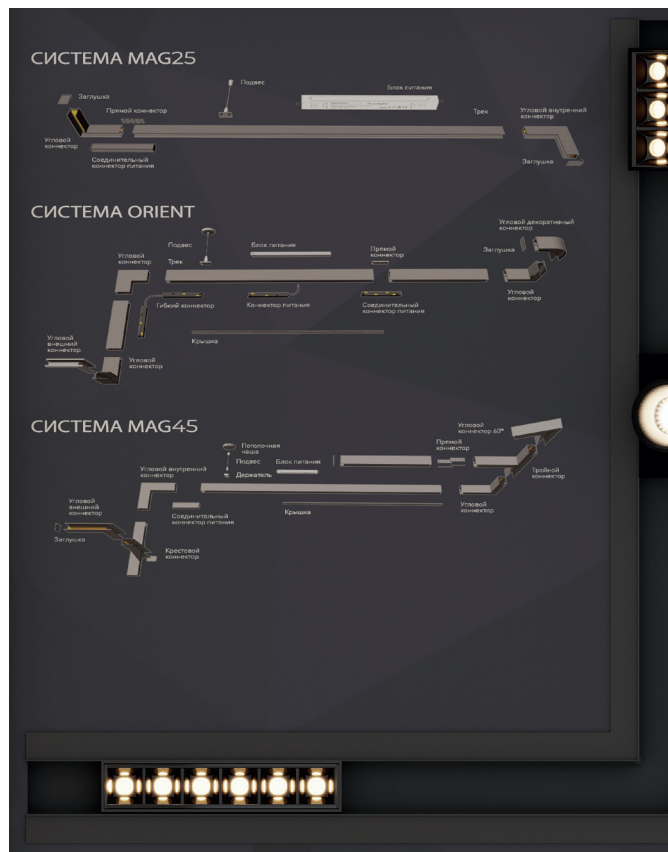 СИСТЕМА MAG25
Подвес
Блок питания
Заглушка
Прямой коннектор
Трек
Угловой внутренний
коннектор
Угловой
коннектор
Соединительный
коннектор питания
Заглушка
СИСТЕМА ORIENT
Угловой декоративный
коннектор
Подвес
Блок питания
Прямой
коннектор
Заглушка
Угловой
коннектор
Трек
Гибкий коннектор
Коннектор питания
Соединительный
коннектор питания
Угловой
коннектор
Крышка
Угловой
внешний
коннектор
Угловой
коннектор
СИСТЕМА MAG45
Угловой
коннектор 60°
Потолочная
чаша
Прямой
коннектор
Подвес
Блок питания
Держатель
Угловой внутренний
коннектор
Тройной
коннектор
Угловой
внешний
коннектор
Соединительный
коннектор питания
Крышка
Угловой
коннектор
Заглушка
Крестовой
коннектор